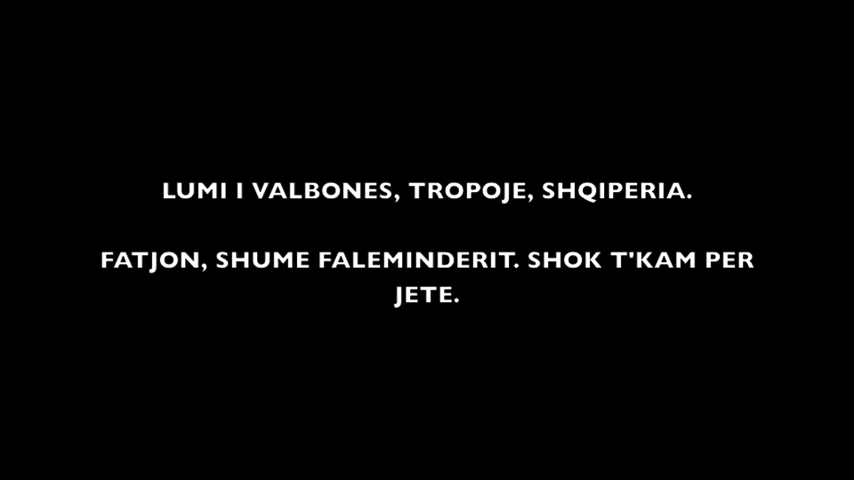 LUMI I VALBONES, TROPOJE, SHQIPERIA.
FATJON, SHUME FALEMINDERIT. SHOK T'KAM PER
JETE.